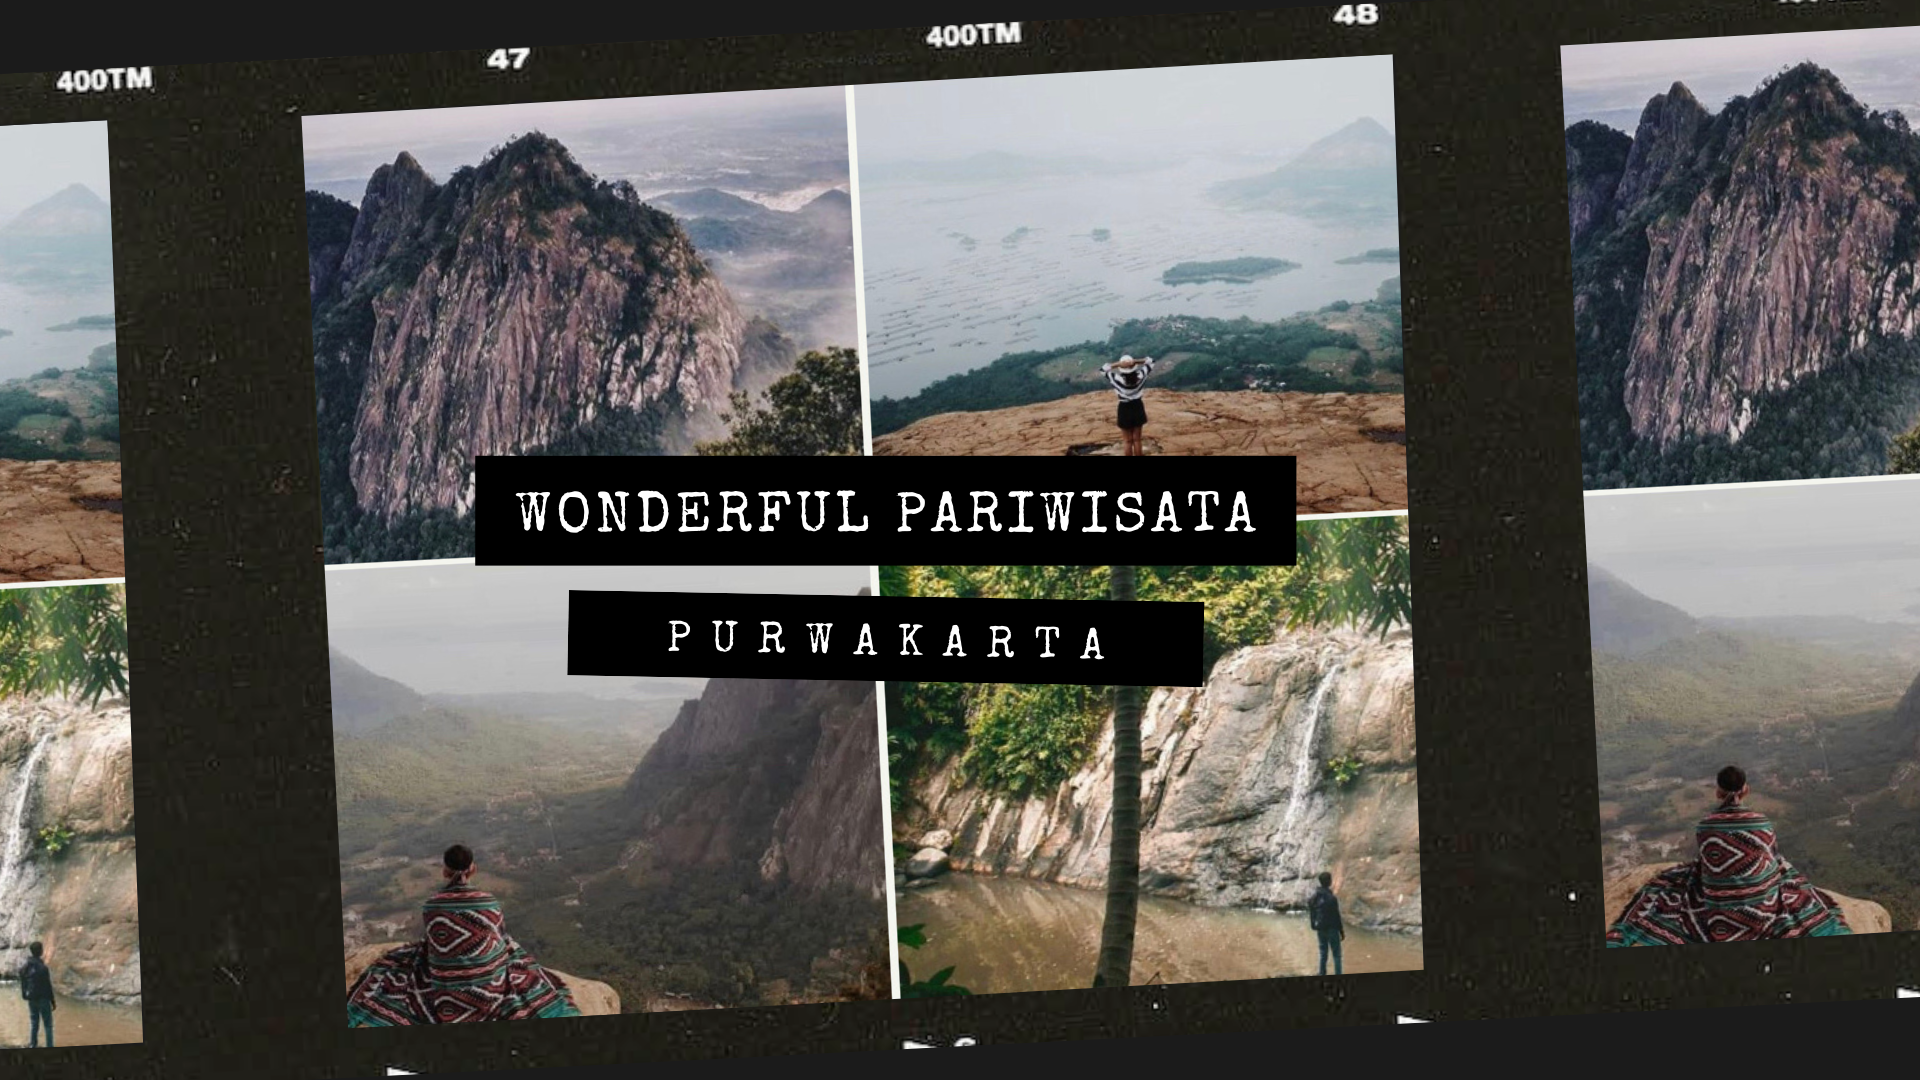 400TM
47
400TM
48
WONDERFUL PARIWISATA
PURWAKARTA